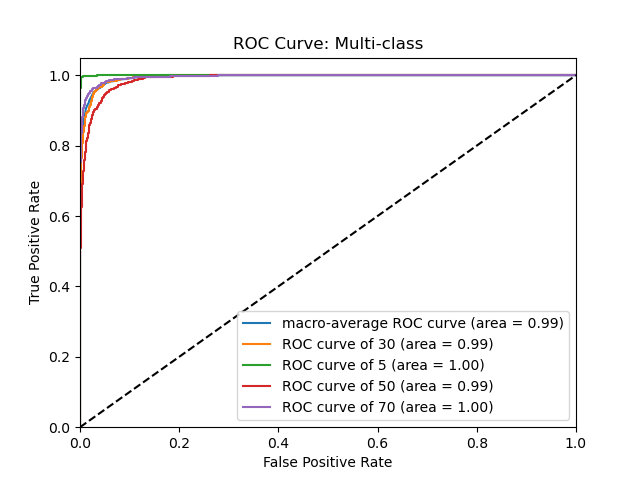 ROC Curve: Multi-class
1.0
0.8
0.6
0.4
0.2
0.0
True Positive Rate
macro-average ROC curve (area = 0.99)
ROC curve of 30 (area = 0.99)
ROC curve of 5 (area = 1.00)
ROC curve of 50 (area = 0.99)
ROC curve of 70 (area = 1.00)
0.0 0.2 0.4 0.6 0.8 1.0
False Positive Rate